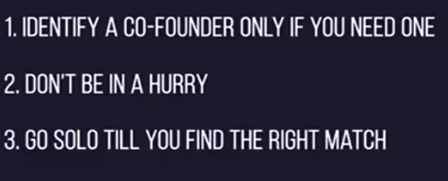 1. IDENTIFY A CO-FOUNDER ONLY IF YOU NEED ONE
2. DON'T BE IN A HURRY
3. GO SOLO TILL YOU FIND THE RIGHT MATCH